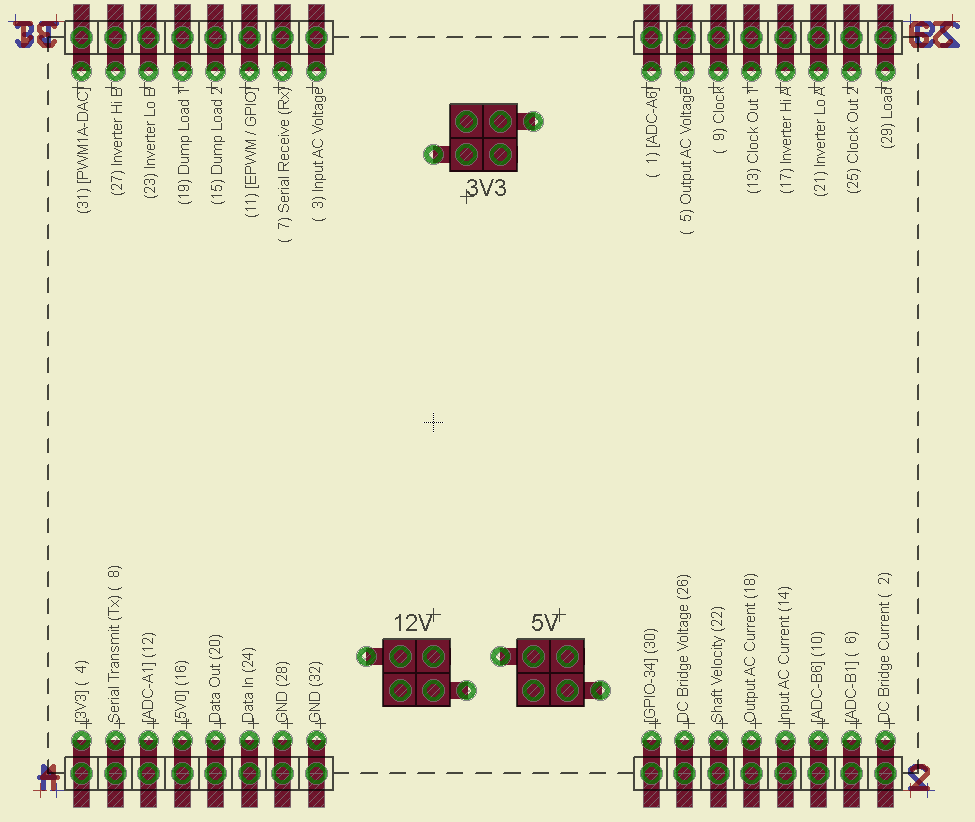 (31) [PWM1A-DAC]
(27) Inverter Hi B
(23) Inverter Lo B
(19) Dump Load 1
(15) Dump Load 2
(11) [EPWM / GPIO]
( 7) Serial Receive (Rx)
( 3) Input AC Voltage
3V3
( 1) [ADC-A6]
( 5) Output AC Voltage
( 9) Clock
(13) Clock Out 1
(17) Inverter Hi A
(21) Inverter Lo A
(25) Clock Out 2
(29) Load
[3V3] ( 4)
Serial Transmit (Tx) ( 8)
[ADC-A1] (12)
[5V0] (16)
Data Out (20)
Data In (24)
GND (28)
GND (32)
12V
5V
[GPIO-34] (30)
DC Bridge Voltage (26)
Shaft Velocity (22)
Output AC Current (18)
Input AC Current (14)
[ADC-B6] (10)
[ADC-B1] ( 6)
DC Bridge Current ( 2)
4
2